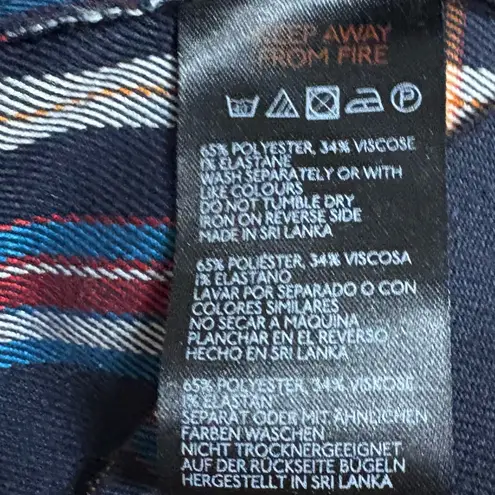 KEEP AWAY
FROM FIRE
65% POLYESTER, 34% VISCOSE
1% ELASTANE
WASH SEPARATELY OR WITH
LIKE COLOURS
DO NOT TUMBLE DRY
IRON ON REVERSE SIDE
MADE IN SRI LANKA
65% POLIÉSTER, 34% VISCOSA
1% ELASTANO
LAVAR POR SEPARADO O CON
COLORES SIMILARES
NO SECAR A MÁQUINA
PLANCHAR EN EL REVERSO
HECHO EN SRI LANKA
65% POLYESTER, 34% VISKOSE
1% ELASTAN
SEPARAT ODER MIT ÄHNLICHEN
FARBEN WASCHEN
NICHT TROCKNERGEEIGNET
AUF DER RÜCKSEITE BÜGELN
HERGESTELLT IN SRI LANKA